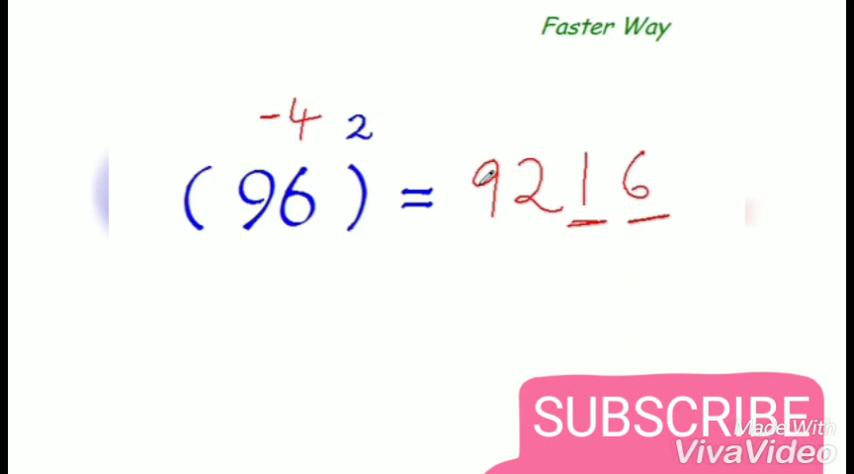 Faster Way
-4 2
(96) = 9216
SUBSCRIBE
Made With
VivaVideo